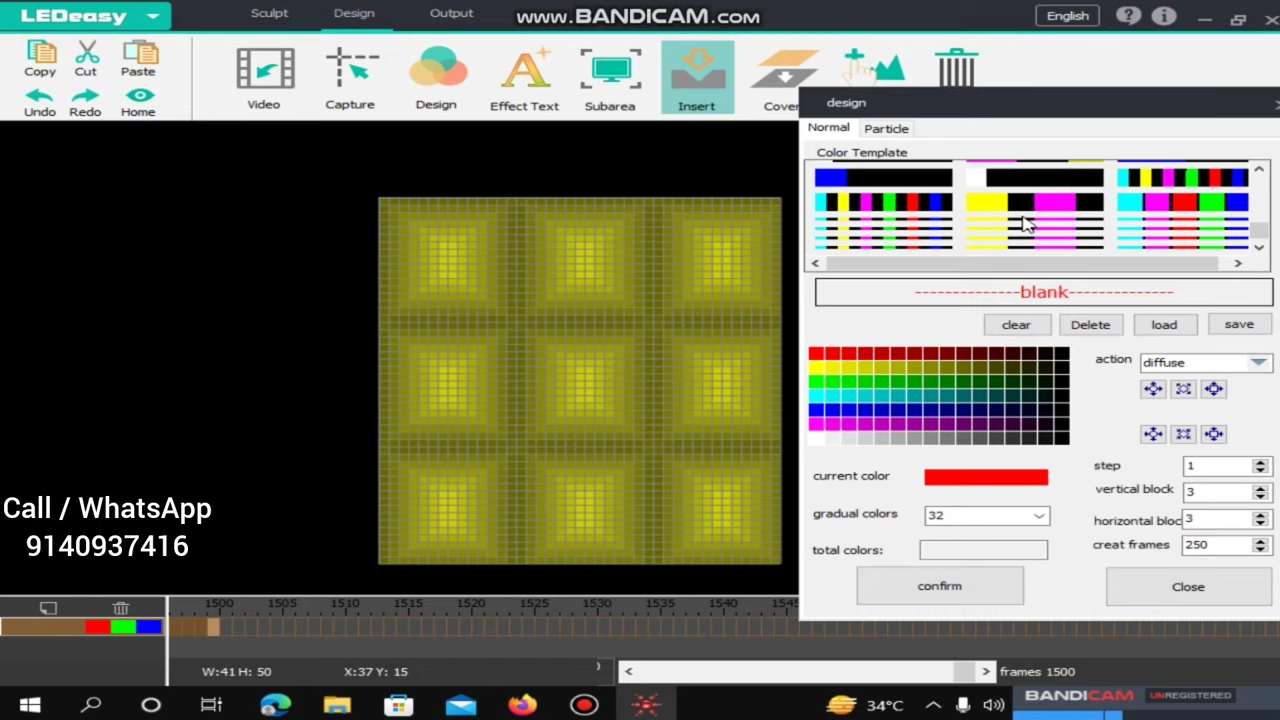 LEDeasy
Sculpt
Design
Output
www.BANDICAM.com
English
Copy
Cut
Paste
Undo
Redo
Home
Video
Capture
Design
Effect Text
Subarea
Insert
Cover
design
Normal
Particle
Color Template
-------------blank-------------
clear
Delete
load
save
action
diffuse
current color
step
1
vertical block
3
gradual colors
32
horizontal bloc
3
total colors:
creat frames
250
confirm
Close
Call / WhatsApp
9140937416
1500
1505
1510
1515
1520
1525
1530
1535
1540
1545
W:41 H: 50
X:37 Y: 15
frames 1500
34°C
BANDICAM
UNREGISTERED